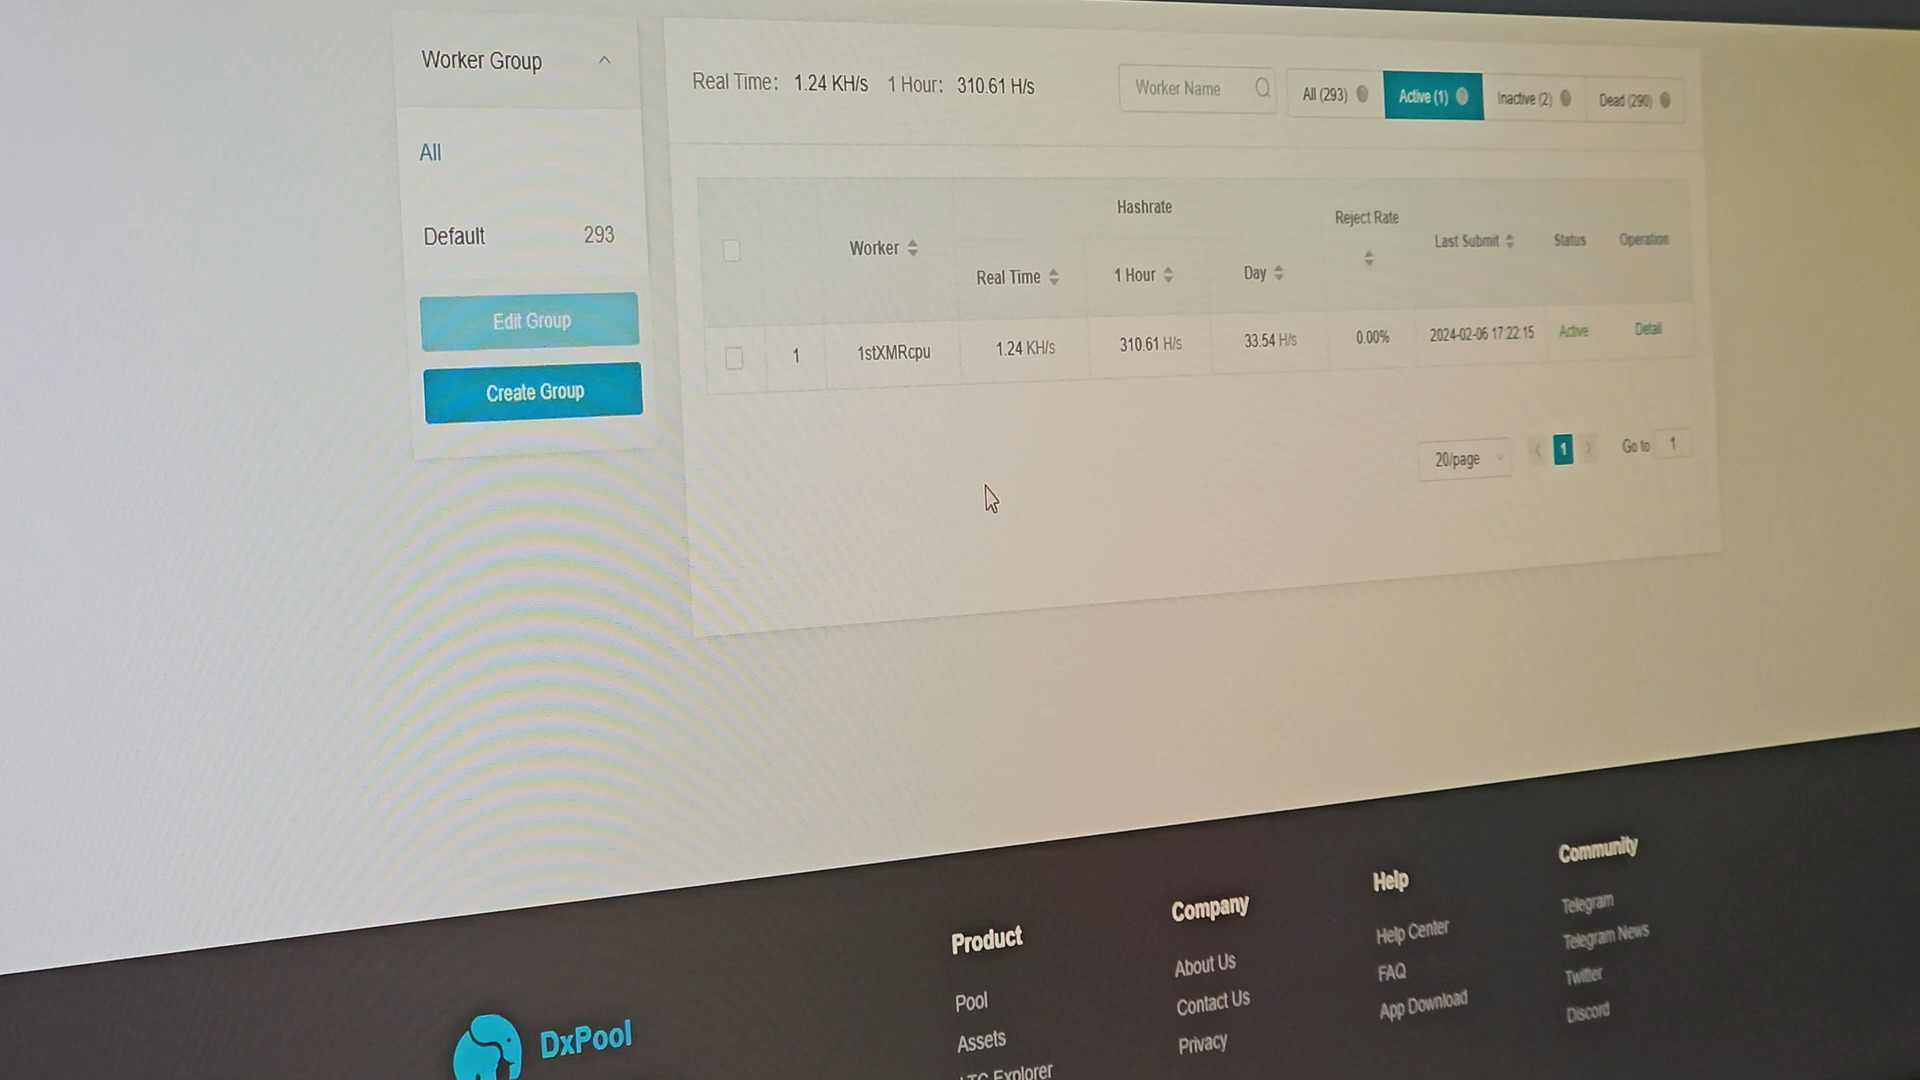 Worker Group
All
Default 293
Edit Group
Create Group
Real Time: 1.24 KH/s 1 Hour: 310.61 H/s
Worker Name
All (293)
Active (1)
Inactive (2)
Dead (290)
Worker
Hashrate
Real Time
1 Hour
Day
Reject Rate
Last Submit
Status
Operation
1 1stXMRcpu 1.24 KH/s 310.61 H/s 33.54 H/s 0.00% 2024-02-06 17:22:15 Active Detail
20/page
1
Go to 1
DxPool
Product
Pool
Assets
LTC Explorer
Company
About Us
Contact Us
Privacy
Help
Help Center
FAQ
App Download
Community
Telegram
Telegram News
Twitter
Discord